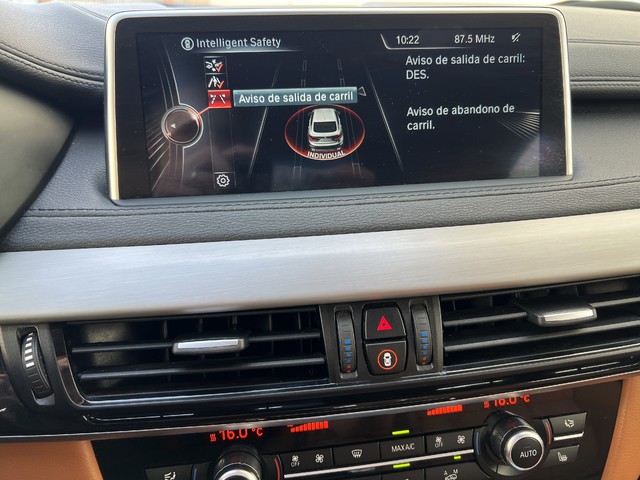 Intelligent Safety
10:22
87.5 MHz
Aviso de salida de carril:
DES.
Aviso de salida de carril
Aviso de abandono de
carril.
INDIVIDUAL
16.0 °C
16.0 °C
OFF
MAX A/C
OFF
A M
AUTO